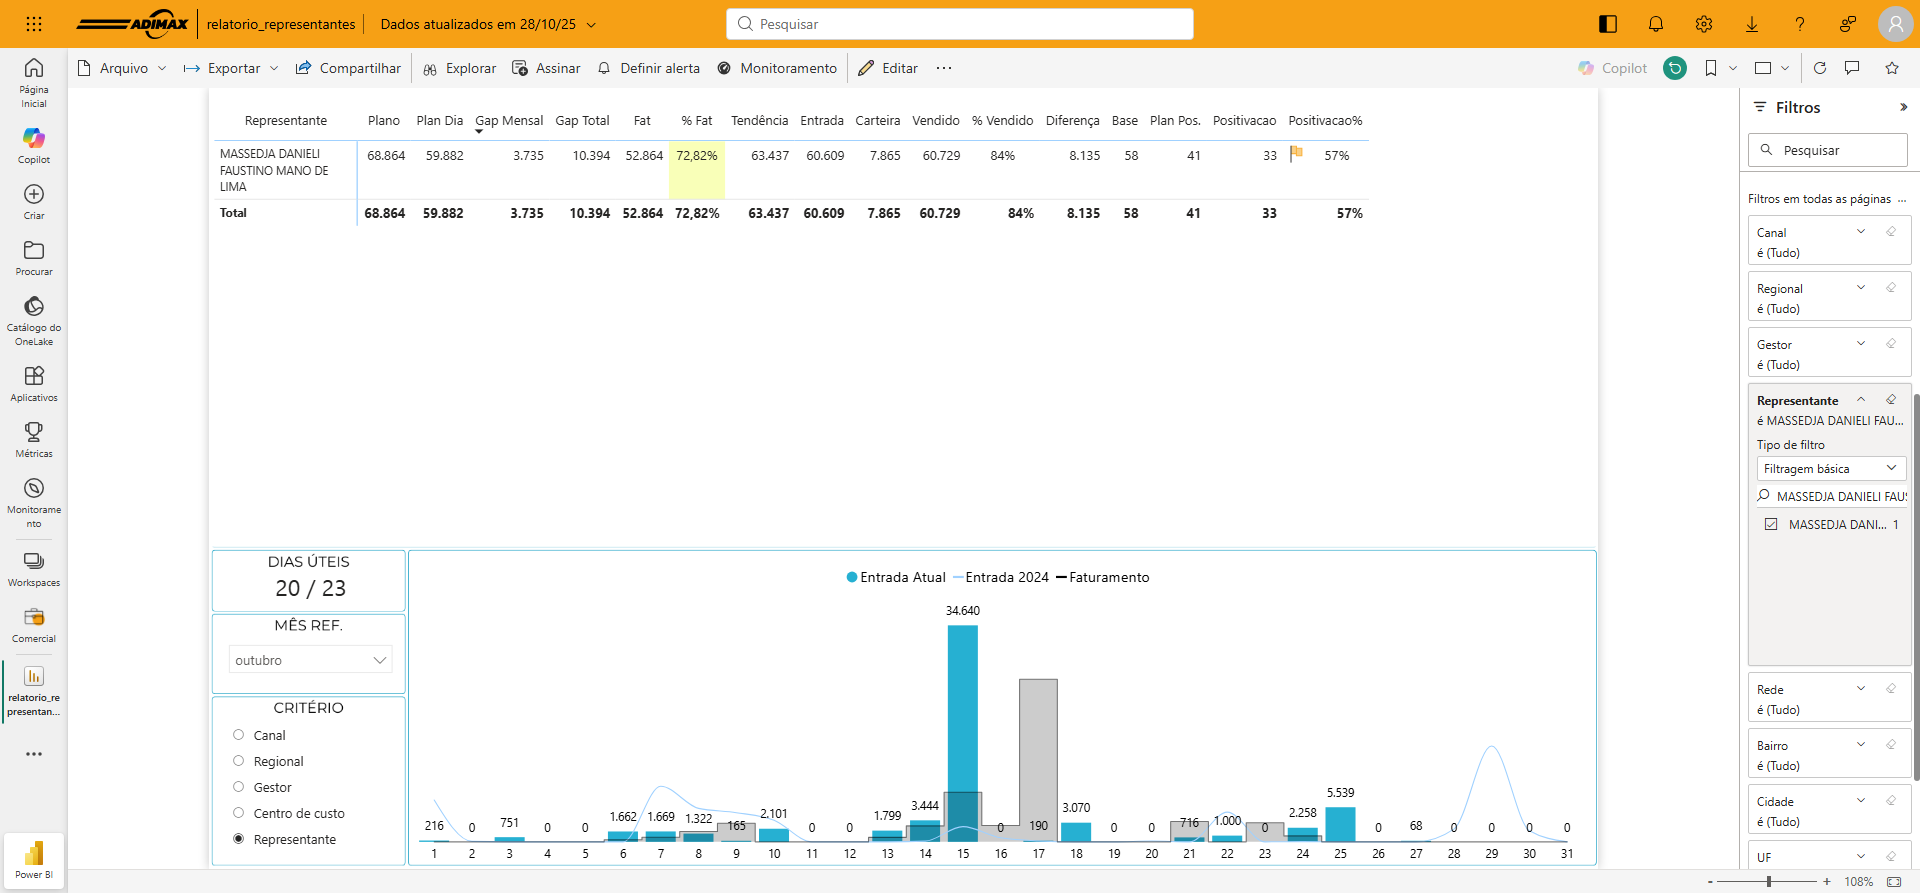 ADIMAX
relatorio_representantes
Dados atualizados em 28/10/25
Pesquisar
Arquivo
Exportar
Compartilhar
Explorar
Assinar
Definir alerta
Monitoramento
Editar
Copilot
Página
Inicial
Copilot
Criar
Procurar
Catálogo do
OneLake
Aplicativos
Métricas
Monitorame
nto
Workspaces
Comercial
relatorio_re
presentan...
Power BI
Representante Plano Plan Dia Gap Mensal Gap Total Fat % Fat Tendência Entrada Carteira Vendido % Vendido Diferença Base Plan Pos. Positivacao Positivacao%
MASSEDJA DANIELI 68.864 59.882 3.735 10.394 52.864 72,82% 63.437 60.609 7.865 60.729 84% 8.135 58 41 33 57%
FAUSTINO MANO DE
LIMA
Total 68.864 59.882 3.735 10.394 52.864 72,82% 63.437 60.609 7.865 60.729 84% 8.135 58 41 33 57%
DIAS ÚTEIS
20 / 23
MÊS REF.
outubro
CRITÉRIO
Canal
Regional
Gestor
Centro de custo
Representante
Entrada Atual Entrada 2024 Faturamento
216 0 751 0 0 1.662 1.669 1.322 165 2.101 0 0 1.799 3.444 34.640 0 190 3.070 0 0 716 1.000 0 2.258 5.539 0 68 0 0 0 0
1 2 3 4 5 6 7 8 9 10 11 12 13 14 15 16 17 18 19 20 21 22 23 24 25 26 27 28 29 30 31
Filtros
Pesquisar
Filtros em todas as páginas ...
Canal
é (Tudo)
Regional
é (Tudo)
Gestor
é (Tudo)
Representante
é MASSEDJA DANIELI FAU...
Tipo de filtro
Filtragem básica
MASSEDJA DANIELI FAUS
MASSEDJA DANI... 1
Rede
é (Tudo)
Bairro
é (Tudo)
Cidade
é (Tudo)
UF
- + 108%